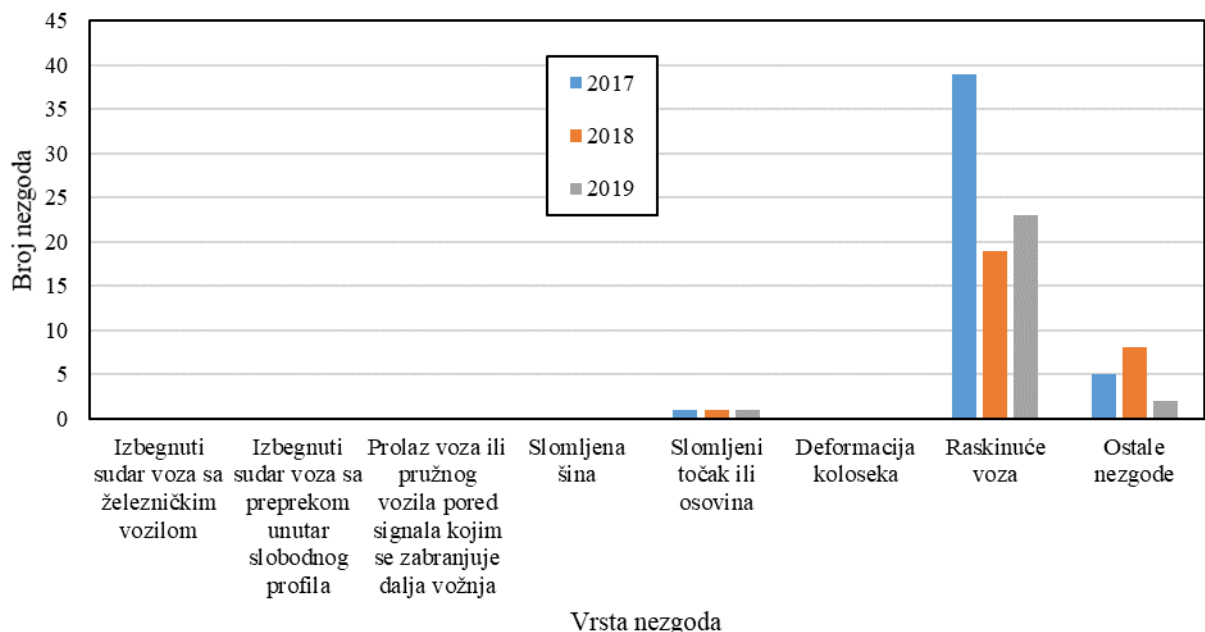 45
40
35
30
25
20
15
10
5
0
Broj nezgoda
2017
2018
2019
Izbegnuti
sudar voza sa
železničkim
vozilom
Izbegnuti
sudar voza sa
preprekom
unutar
slobodnog
profila
Prolaz voza ili
pružnog
vozila pored
signala kojim
se zabranjuje
dalja vožnja
Slomljena
šina
Slomljeni
točak ili
osovina
Deformacija
koloseka
Raskinuće
voza
Ostale
nezgode
Vrsta nezgoda